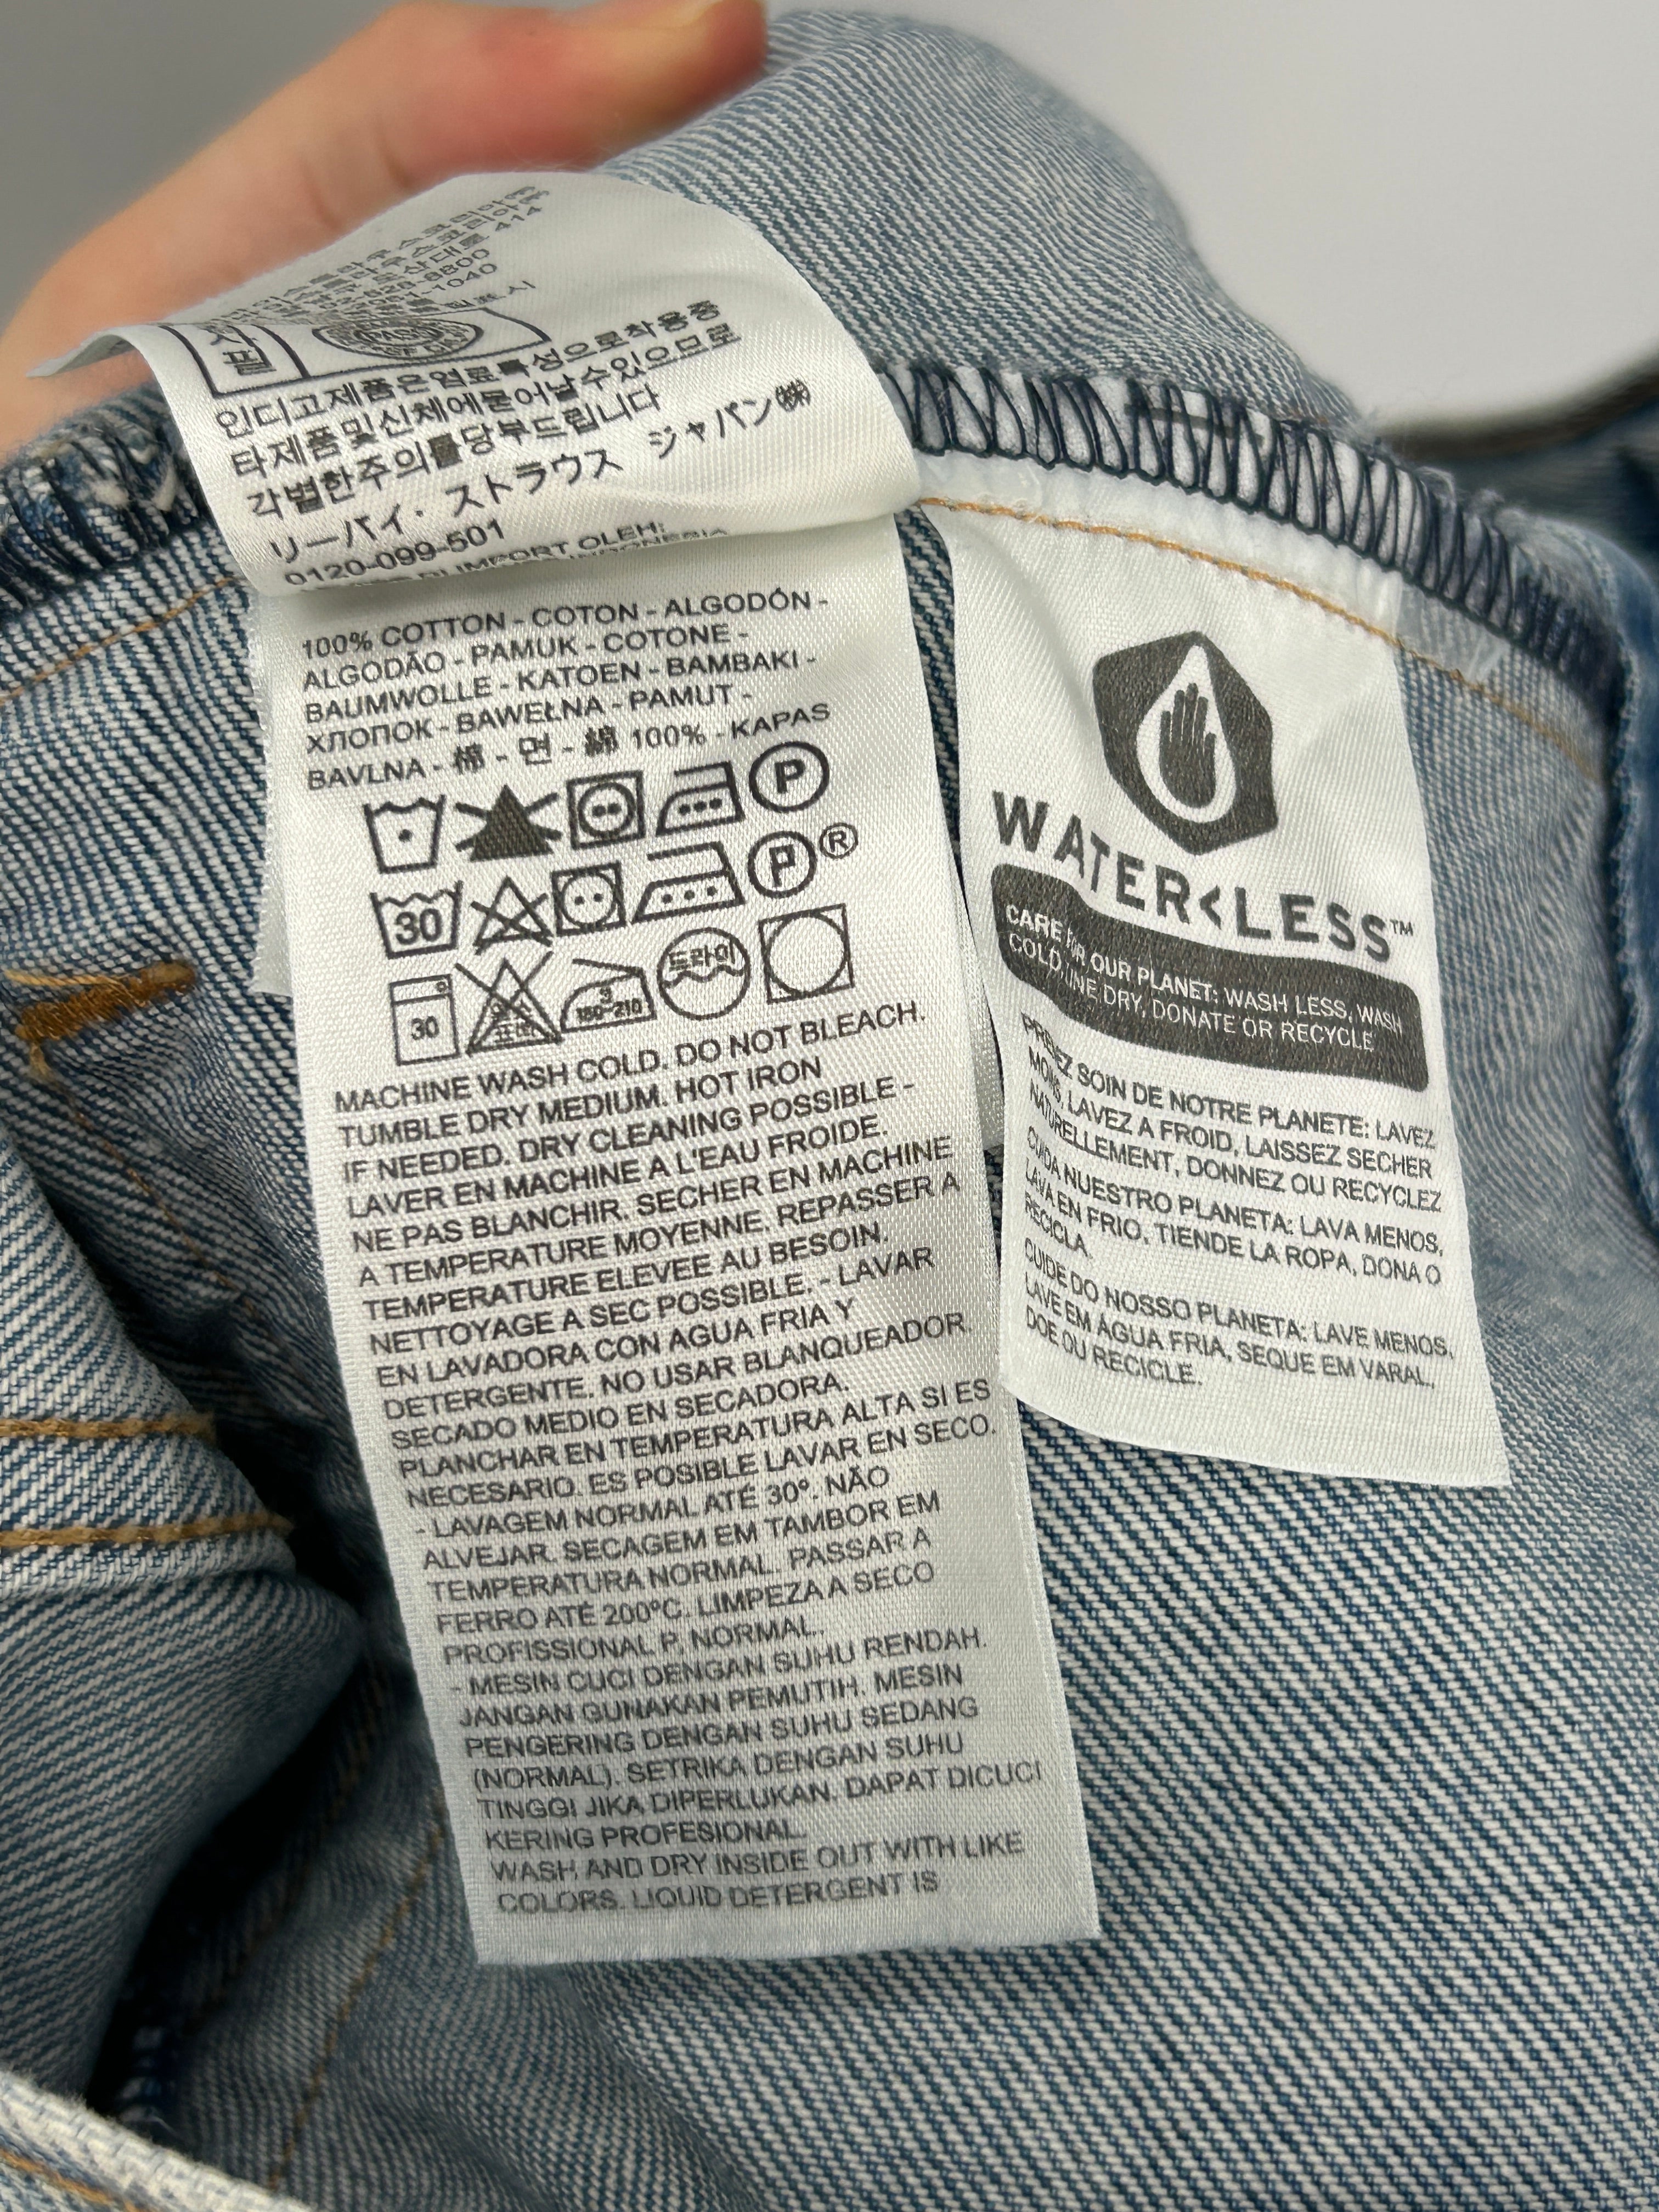 414
인디고제품은염료특성으로착용중
타제품및신체에묻어날수있으므로
각별한주의를당부드립니다
リーバイ・ストラウス ジャパン㈱
0120-099-501
DI IMPORT OLEH:
100% COTTON - COTON - ALGODÓN -
ALGODÃO - PAMUK - COTONE -
BAUMWOLLE - KATOEN - BAMBAKI -
ХЛОПОК - BAWEŁNA - PAMUT -
BAVLNA - 棉 - 면 - 綿 100% - KAPAS
P
30
P®
30
드라이
MACHINE WASH COLD. DO NOT BLEACH.
TUMBLE DRY MEDIUM. HOT IRON
IF NEEDED. DRY CLEANING POSSIBLE -
LAVER EN MACHINE A L'EAU FROIDE.
NE PAS BLANCHIR. SECHER EN MACHINE
A TEMPERATURE MOYENNE. REPASSER A
TEMPERATURE ELEVEE AU BESOIN.
NETTOYAGE A SEC POSSIBLE. - LAVAR
EN LAVADORA CON AGUA FRIA Y
DETERGENTE. NO USAR BLANQUEADOR.
SECADO MEDIO EN SECADORA.
PLANCHAR EN TEMPERATURA ALTA SI ES
NECESARIO. ES POSIBLE LAVAR EN SECO.
- LAVAGEM NORMAL ATÉ 30º. NÃO
ALVEJAR. SECAGEM EM TAMBOR EM
TEMPERATURA NORMAL. PASSAR A
FERRO ATÉ 200ºC. LIMPEZA A SECO
PROFISSIONAL P, NORMAL.
- MESIN CUCI DENGAN SUHU RENDAH.
JANGAN GUNAKAN PEMUTIH. MESIN
PENGERING DENGAN SUHU SEDANG
(NORMAL). SETRIKA DENGAN SUHU
TINGGI JIKA DIPERLUKAN. DAPAT DICUCI
KERING PROFESIONAL.
WASH AND DRY INSIDE OUT WITH LIKE
COLORS. LIQUID DETERGENT IS
WATER<LESS™
CARE for OUR PLANET: WASH LESS, WASH
COLD, LINE DRY, DONATE OR RECYCLE
PRENEZ SOIN DE NOTRE PLANETE: LAVEZ
MOINS, LAVEZ A FROID, LAISSEZ SECHER
NATURELLEMENT, DONNEZ OU RECYCLEZ
CUIDA NUESTRO PLANETA: LAVA MENOS,
LAVA EN FRIO, TIENDE LA ROPA, DONA O
RECICLA.
CUIDE DO NOSSO PLANETA: LAVE MENOS,
LAVE EM ÁGUA FRIA, SEQUE EM VARAL,
DOE OU RECICLE.